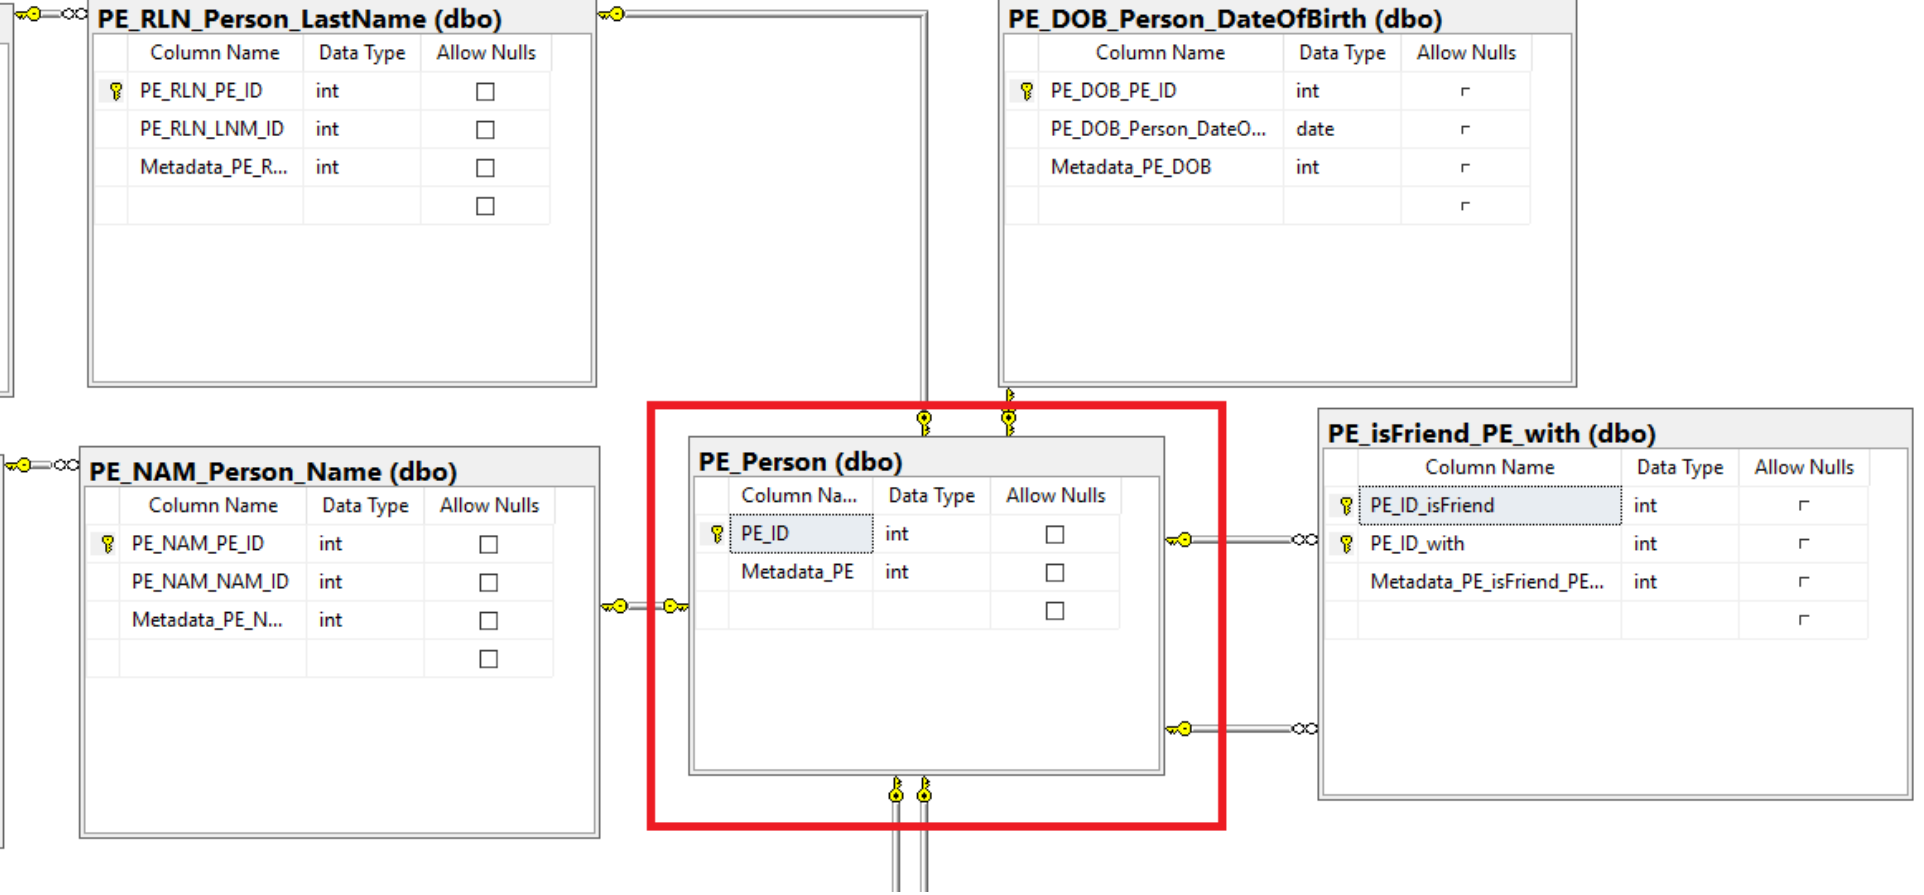 PE_RLN_Person_LastName (dbo)
Column Name Data Type Allow Nulls
PE_RLN_PE_ID int
PE_RLN_LNM_ID int
Metadata_PE_R... int
PE_DOB_Person_DateOfBirth (dbo)
Column Name Data Type Allow Nulls
PE_DOB_PE_ID int
PE_DOB_Person_DateO... date
Metadata_PE_DOB int
PE_NAM_Person_Name (dbo)
Column Name Data Type Allow Nulls
PE_NAM_PE_ID int
PE_NAM_NAM_ID int
Metadata_PE_N... int
PE_Person (dbo)
Column Na... Data Type Allow Nulls
PE_ID int
Metadata_PE int
PE_isFriend_PE_with (dbo)
Column Name Data Type Allow Nulls
PE_ID_isFriend int
PE_ID_with int
Metadata_PE_isFriend_PE... int